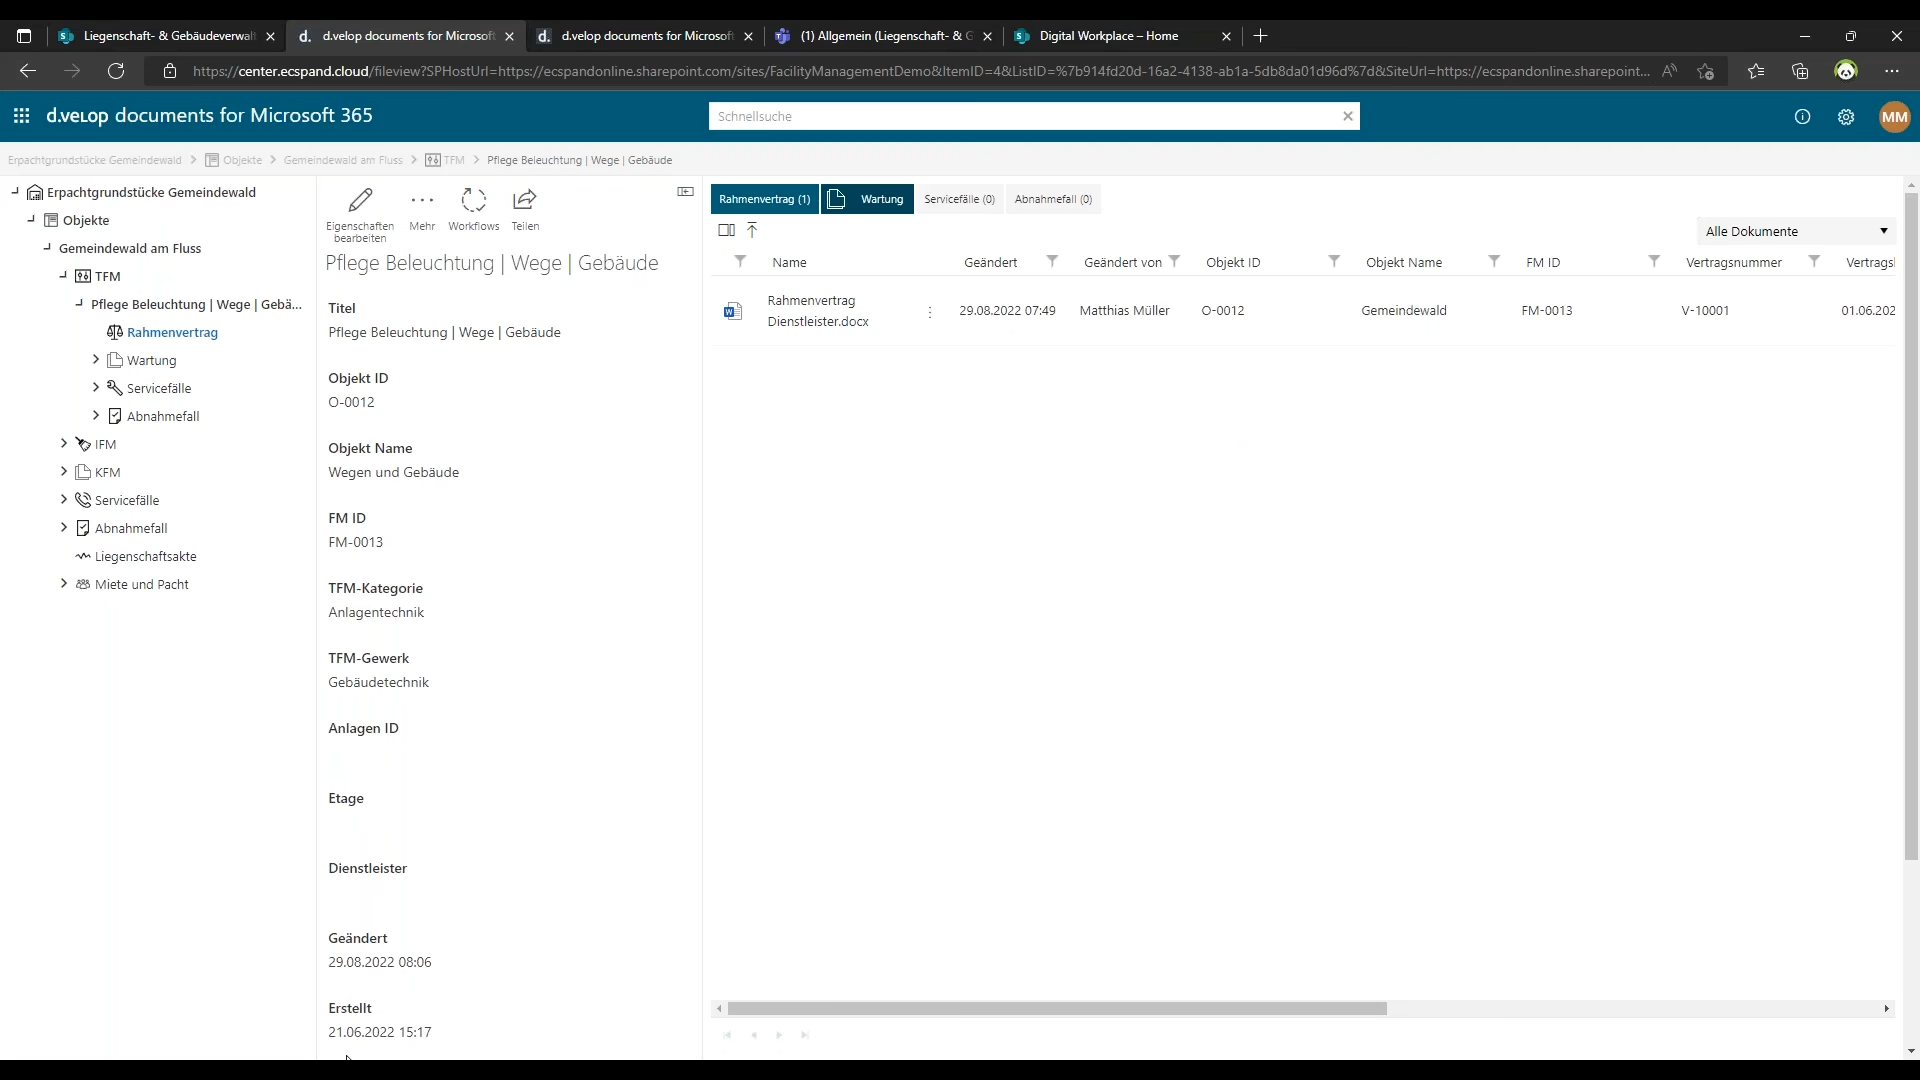 Liegenschaft- & Gebäudeverwal
d.velop documents for Microsoft
d.velop documents for Microsoft
(1) Allgemein (Liegenschaft- & G
Digital Workplace – Home
https://center.ecspand.cloud/fileview?SPHostUrl=https://ecspandonline.sharepoint.com/sites/FacilityManagementDemo&ItemID=4&ListID=%7b914fd20d-16a2-4138-ab1a-5db8da01d96d%7d&SiteUrl=https://ecspandonline.sharepoint...
d.velop documents for Microsoft 365
Schnellsuche
MM
Erpachtgrundstücke Gemeindewald
Objekte
Gemeindewald am Fluss
TFM
Pflege Beleuchtung | Wege | Gebäude
Erpachtgrundstücke Gemeindewald
Objekte
Gemeindewald am Fluss
TFM
Pflege Beleuchtung | Wege | Gebä...
Rahmenvertrag
Wartung
Servicefälle
Abnahmefall
IFM
KFM
Servicefälle
Abnahmefall
Liegenschaftsakte
Miete und Pacht
Eigenschaften
bearbeiten
Mehr
Workflows
Teilen
Pflege Beleuchtung | Wege | Gebäude
Titel
Pflege Beleuchtung | Wege | Gebäude
Objekt ID
O-0012
Objekt Name
Wegen und Gebäude
FM ID
FM-0013
TFM-Kategorie
Anlagentechnik
TFM-Gewerk
Gebäudetechnik
Anlagen ID
Etage
Dienstleister
Geändert
29.08.2022 08:06
Erstellt
21.06.2022 15:17
Rahmenvertrag (1)
Wartung
Servicefälle (0)
Abnahmefall (0)
Alle Dokumente
Name
Geändert
Geändert von
Objekt ID
Objekt Name
FM ID
Vertragsnummer
Vertragsl
Rahmenvertrag
Dienstleister.docx
29.08.2022 07:49
Matthias Müller
O-0012
Gemeindewald
FM-0013
V-10001
01.06.202